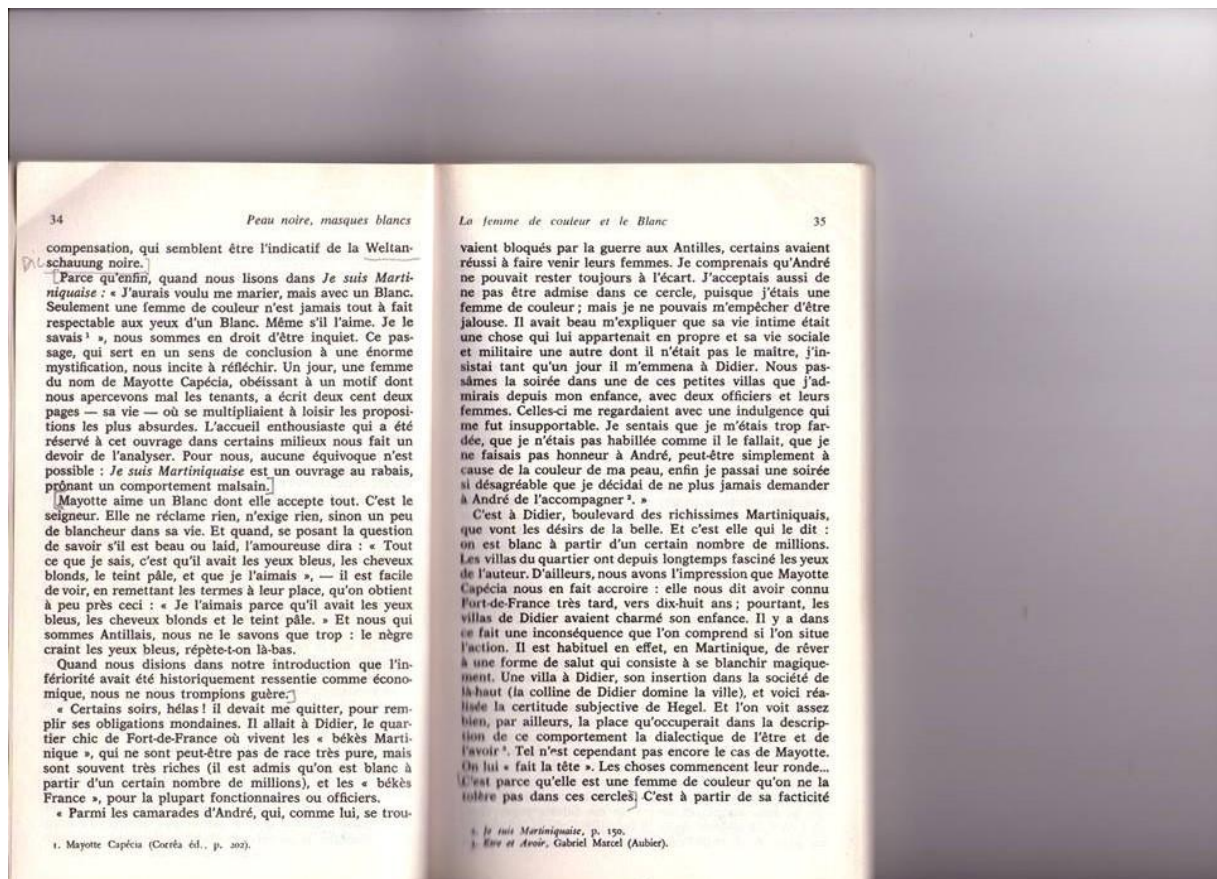 34 Peau noire, masques blancs
compensation, qui semblent être l'indicatif de la Weltan-
schauung noire.
Parce qu'enfin, quand nous lisons dans Je suis Marti-
niquaise : « J'aurais voulu me marier, mais avec un Blanc.
Seulement une femme de couleur n'est jamais tout à fait
respectable aux yeux d'un Blanc. Même s'il l'aime. Je le
savais¹ », nous sommes en droit d'être inquiet. Ce pas-
sage, qui sert en un sens de conclusion à une énorme
mystification, nous incite à réfléchir. Un jour, une femme
du nom de Mayotte Capécia, obéissant à un motif dont
nous apercevons mal les tenants, a écrit deux cent deux
pages — sa vie — où se multipliaient à loisir les proposi-
tions les plus absurdes. L'accueil enthousiaste qui a été
réservé à cet ouvrage dans certains milieux nous fait un
devoir de l'analyser. Pour nous, aucune équivoque n'est
possible : Je suis Martiniquaise est un ouvrage au rabais,
prônant un comportement malsain.
Mayotte aime un Blanc dont elle accepte tout. C'est le
seigneur. Elle ne réclame rien, n'exige rien, sinon un peu
de blancheur dans sa vie. Et quand, se posant la question
de savoir s'il est beau ou laid, l'amoureuse dira : « Tout
ce que je sais, c'est qu'il avait les yeux bleus, les cheveux
blonds, le teint pâle, et que je l'aimais », — il est facile
de voir, en remettant les termes à leur place, qu'on obtient
à peu près ceci : « Je l'aimais parce qu'il avait les yeux
bleus, les cheveux blonds et le teint pâle. » Et nous qui
sommes Antillais, nous ne le savons que trop : le nègre
craint les yeux bleus, répète-t-on là-bas.
Quand nous disions dans notre introduction que l'in-
fériorité avait été historiquement ressentie comme écono-
mique, nous ne nous trompions guère.
« Certains soirs, hélas ! il devait me quitter, pour rem-
plir ses obligations mondaines. Il allait à Didier, le quar-
tier chic de Fort-de-France où vivent les « békès Marti-
nique », qui ne sont peut-être pas de race très pure, mais
sont souvent très riches (il est admis qu'on est blanc à
partir d'un certain nombre de millions), et les « békès
France », pour la plupart fonctionnaires ou officiers.
« Parmi les camarades d'André, qui, comme lui, se trou-
1. Mayotte Capécia (Corrêa éd., p. 202).
La femme de couleur et le Blanc 35
vaient bloqués par la guerre aux Antilles, certains avaient
réussi à faire venir leurs femmes. Je comprenais qu'André
ne pouvait rester toujours à l'écart. J'acceptais aussi de
ne pas être admise dans ce cercle, puisque j'étais une
femme de couleur ; mais je ne pouvais m'empêcher d'être
jalouse. Il avait beau m'expliquer que sa vie intime était
une chose qui lui appartenait en propre et sa vie sociale
et militaire une autre dont il n'était pas le maître, j'in-
sistai tant qu'un jour il m'emmena à Didier. Nous pas-
sâmes la soirée dans une de ces petites villas que j'ad-
mirais depuis mon enfance, avec deux officiers et leurs
femmes. Celles-ci me regardaient avec une indulgence qui
me fut insupportable. Je sentais que je m'étais trop far-
dée, que je n'étais pas habillée comme il le fallait, que je
ne faisais pas honneur à André, peut-être simplement à
cause de la couleur de ma peau, enfin je passai une soirée
si désagréable que je décidai de ne plus jamais demander
à André de l'accompagner². »
C'est à Didier, boulevard des richissimes Martiniquais,
que vont les désirs de la belle. Et c'est elle qui le dit :
on est blanc à partir d'un certain nombre de millions.
Les villas du quartier ont depuis longtemps fasciné les yeux
de l'auteur. D'ailleurs, nous avons l'impression que Mayotte
Capécia nous en fait accroire : elle nous dit avoir connu
Fort-de-France très tard, vers dix-huit ans ; pourtant, les
villas de Didier avaient charmé son enfance. Il y a dans
ce fait une inconséquence que l'on comprend si l'on situe
l'action. Il est habituel en effet, en Martinique, de rêver
à une forme de salut qui consiste à se blanchir magique-
ment. Une villa à Didier, son insertion dans la société de
là-haut (la colline de Didier domine la ville), et voici réa-
lisée la certitude subjective de Hegel. Et l'on voit assez
bien, par ailleurs, la place qu'occuperait dans la descrip-
tion de ce comportement la dialectique de l'être et de
l'avoir³. Tel n'est cependant pas encore le cas de Mayotte.
On lui « fait la tête ». Les choses commencent leur ronde...
C'est parce qu'elle est une femme de couleur qu'on ne la
tolère pas dans ces cercles. C'est à partir de sa facticité
2. Je suis Martiniquaise, p. 150.
3. Etre et Avoir, Gabriel Marcel (Aubier).